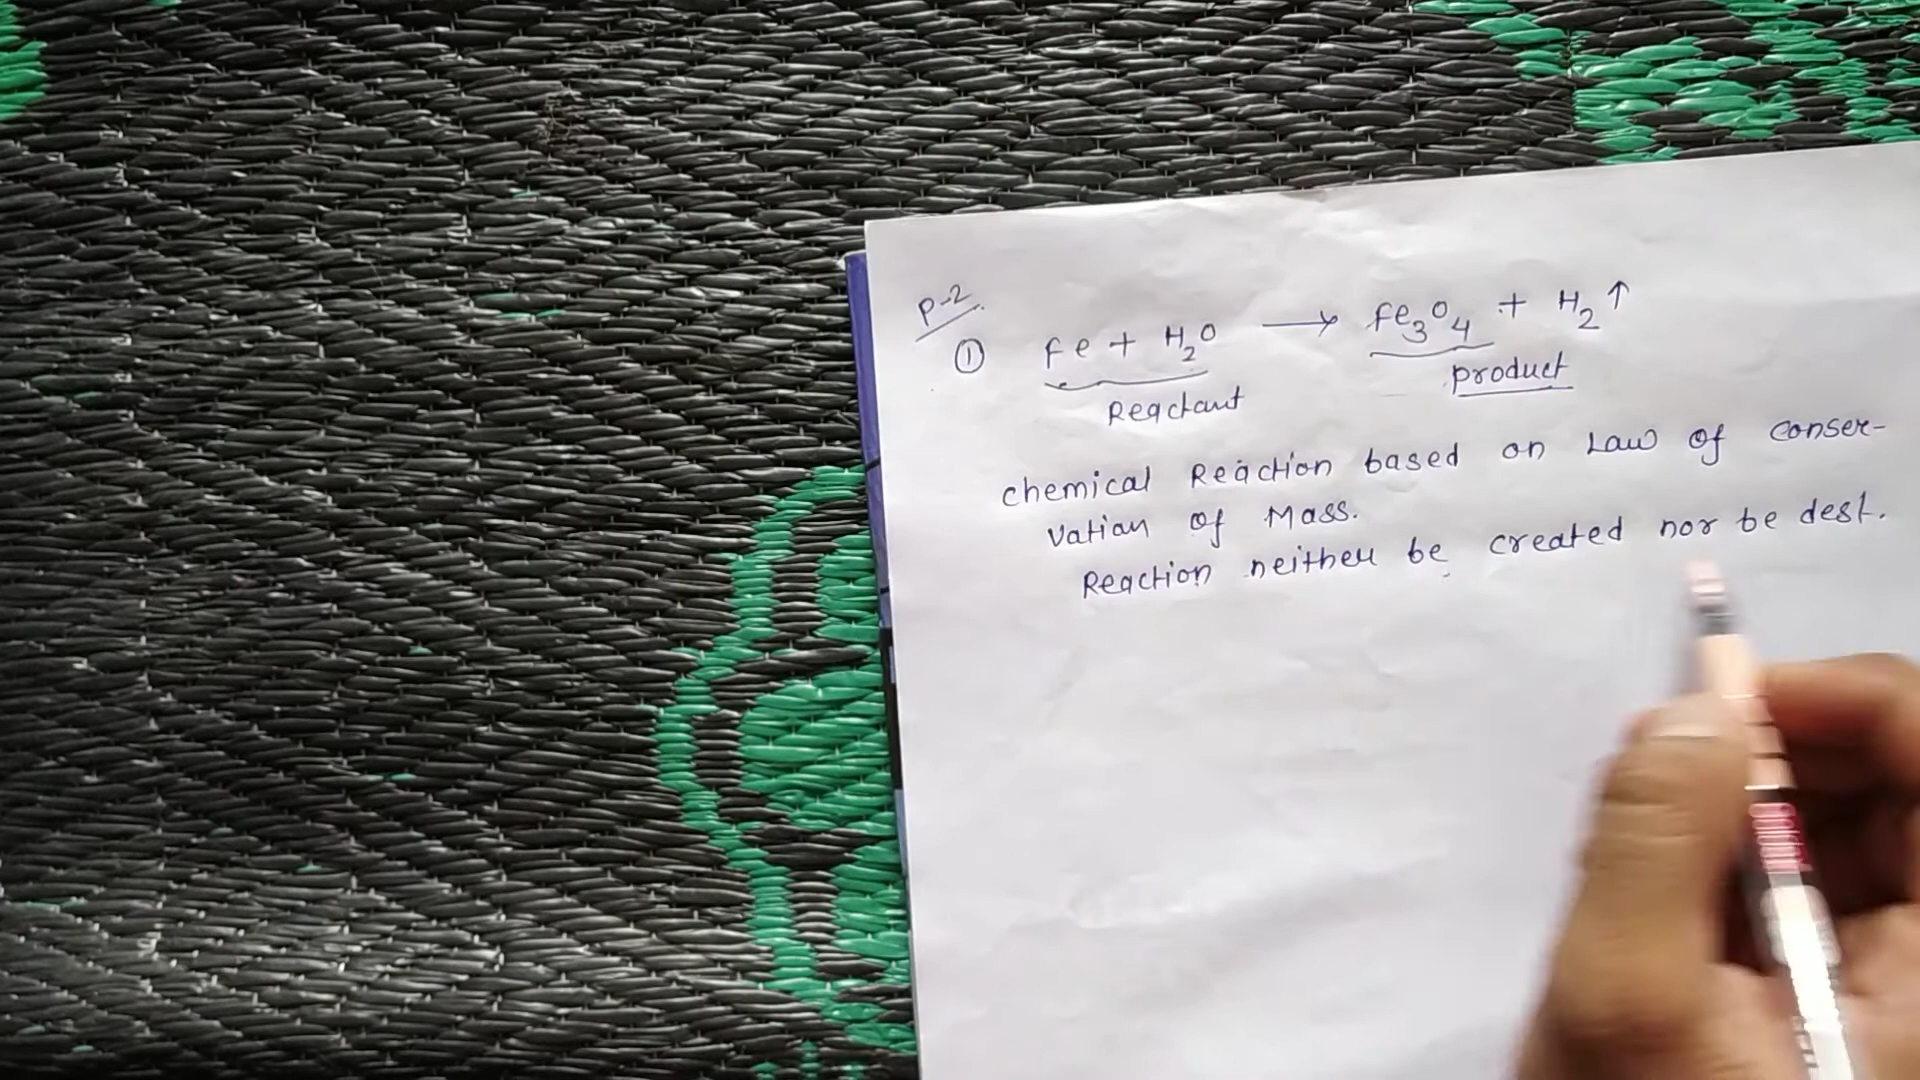 P-2
① Fe + H₂O → Fe₃O₄ + H₂↑
Reactant product
chemical Reaction based on Law of conser-
vation of Mass.
Reaction neither be created nor be dest.